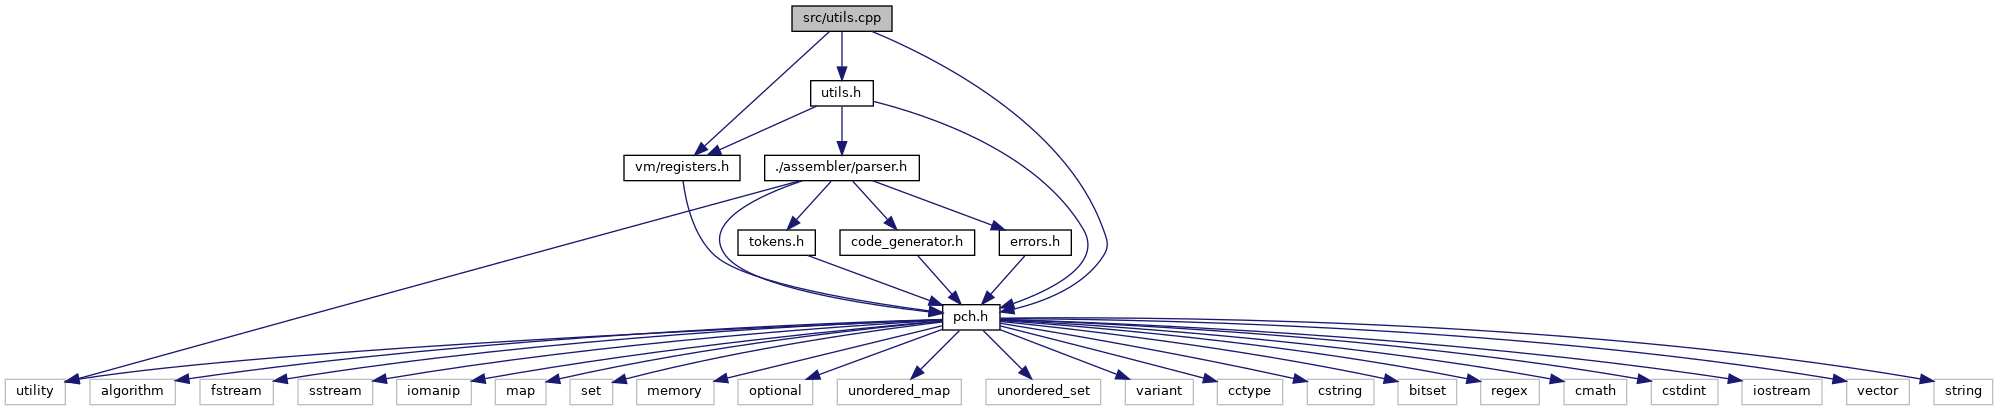 src/utils.cpp
utils.h
vm/registers.h
./assembler/parser.h
tokens.h
code_generator.h
errors.h
pch.h
utility
algorithm
fstream
sstream
iomanip
map
set
memory
optional
unordered_map
unordered_set
variant
cctype
cstring
bitset
regex
cmath
cstdint
iostream
vector
string